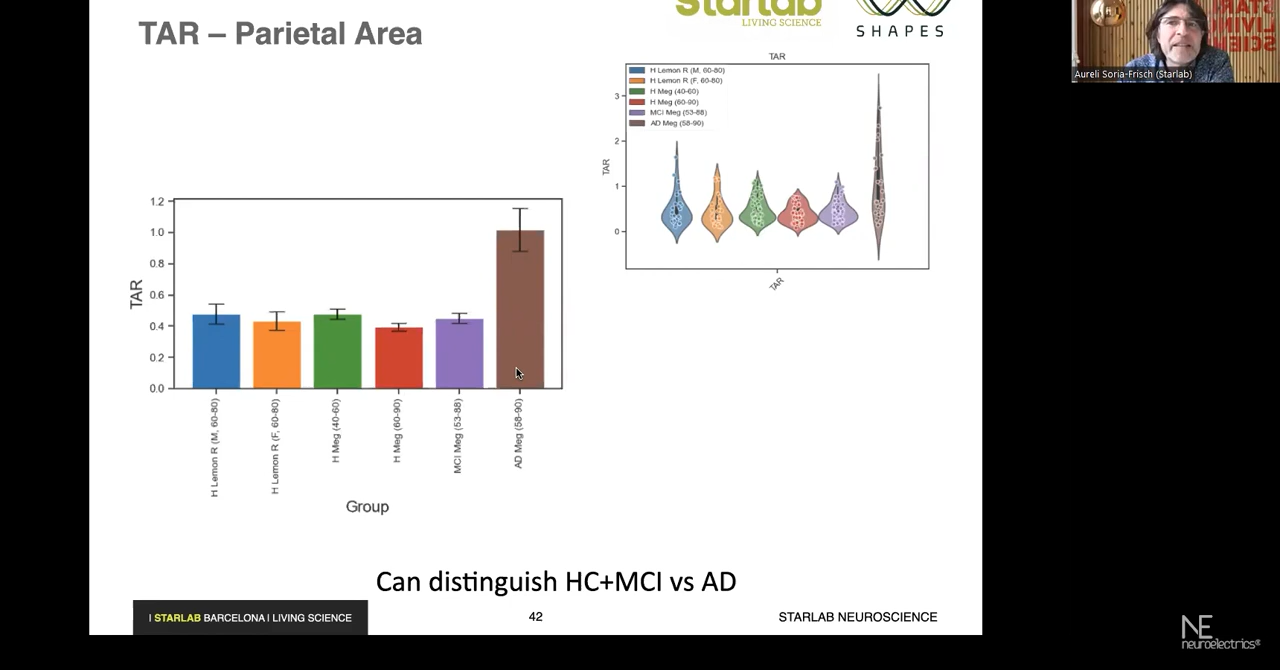 TAR – Parietal Area
Starlab
LIVING SCIENCE
SHAPES
Aureli Soria-Frisch (Starlab)
TAR
H Lemon R (M, 60-80)
H Lemon R (F, 60-80)
H Meg (40-60)
H Meg (60-90)
MCI Meg (53-88)
AD Meg (58-90)
3
2
1
0
TAR
TAR
1.2
1.0
0.8
0.6
0.4
0.2
0.0
TAR
H Lemon R (M, 60-80)
H Lemon R (F, 60-80)
H Meg (40-60)
H Meg (60-90)
MCI Meg (53-88)
AD Meg (58-90)
Group
Can distinguish HC+MCI vs AD
| STARLAB BARCELONA | LIVING SCIENCE
42
STARLAB NEUROSCIENCE
NE
neuroelectrics®